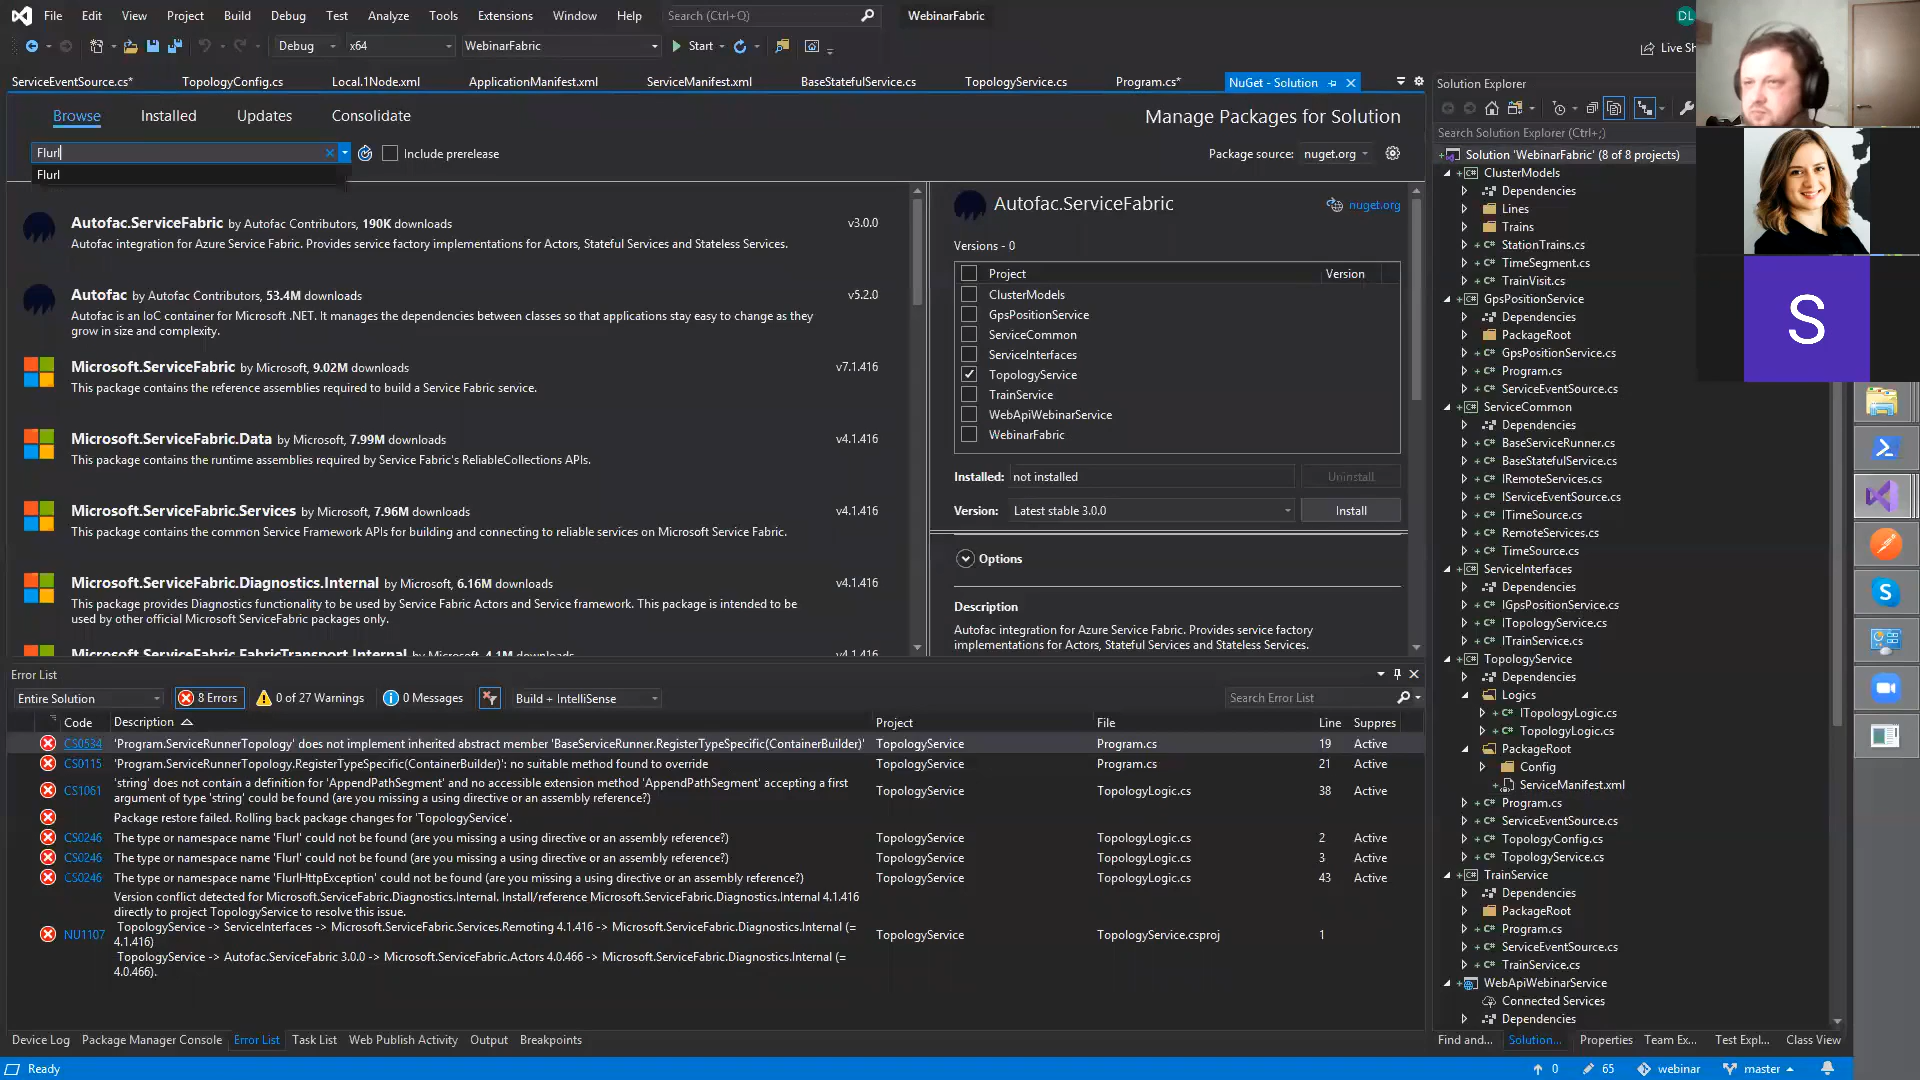 File Edit View Project Build Debug Test Analyze Tools Extensions Window Help Search (Ctrl+Q) WebinarFabric DL
Debug x64 WebinarFabric Start Live Sh
ServiceEventSource.cs* TopologyConfig.cs Local.1Node.xml ApplicationManifest.xml ServiceManifest.xml BaseStatefulService.cs TopologyService.cs Program.cs* NuGet - Solution
Browse Installed Updates Consolidate
Manage Packages for Solution
Flurl
Include prerelease
Package source: nuget.org
Flurl
Autofac.ServiceFabric by Autofac Contributors, 190K downloads v3.0.0
Autofac integration for Azure Service Fabric. Provides service factory implementations for Actors, Stateful Services and Stateless Services.
Autofac by Autofac Contributors, 53.4M downloads v5.2.0
Autofac is an IoC container for Microsoft .NET. It manages the dependencies between classes so that applications stay easy to change as they
grow in size and complexity.
Microsoft.ServiceFabric by Microsoft, 9.02M downloads v7.1.416
This package contains the reference assemblies required to build a Service Fabric service.
Microsoft.ServiceFabric.Data by Microsoft, 7.99M downloads v4.1.416
This package contains the runtime assemblies required by Service Fabric's ReliableCollections APIs.
Microsoft.ServiceFabric.Services by Microsoft, 7.96M downloads v4.1.416
This package contains the common Service Framework APIs for building and connecting to reliable services on Microsoft Service Fabric.
Microsoft.ServiceFabric.Diagnostics.Internal by Microsoft, 6.16M downloads v4.1.416
This package provides Diagnostics functionality to be used by Service Fabric Actors and Service framework. This package is intended to be
used by other official Microsoft ServiceFabric packages only.
Microsoft.ServiceFabric.FabricTransport.Internal by Microsoft, 4.1M downloads v4.1.416
Autofac.ServiceFabric nuget.org
Versions - 0
Project Version
ClusterModels
GpsPositionService
ServiceCommon
ServiceInterfaces
TopologyService
TrainService
WebApiWebinarService
WebinarFabric
Installed: not installed Uninstall
Version: Latest stable 3.0.0 Install
Options
Description
Autofac integration for Azure Service Fabric. Provides service factory
implementations for Actors, Stateful Services and Stateless Services.
Error List
Entire Solution 8 Errors 0 of 27 Warnings 0 Messages Build + IntelliSense Search Error List
Code Description Project File Line Suppres
CS0534 'Program.ServiceRunnerTopology' does not implement inherited abstract member 'BaseServiceRunner.RegisterTypeSpecific(ContainerBuilder)' TopologyService Program.cs 19 Active
CS0115 'Program.ServiceRunnerTopology.RegisterTypeSpecific(ContainerBuilder)': no suitable method found to override TopologyService Program.cs 21 Active
'string' does not contain a definition for 'AppendPathSegment' and no accessible extension method 'AppendPathSegment' accepting a first
CS1061 argument of type 'string' could be found (are you missing a using directive or an assembly reference?) TopologyService TopologyLogic.cs 38 Active
Package restore failed. Rolling back package changes for 'TopologyService'.
CS0246 The type or namespace name 'Flurl' could not be found (are you missing a using directive or an assembly reference?) TopologyService TopologyLogic.cs 2 Active
CS0246 The type or namespace name 'Flurl' could not be found (are you missing a using directive or an assembly reference?) TopologyService TopologyLogic.cs 3 Active
CS0246 The type or namespace name 'FlurlHttpException' could not be found (are you missing a using directive or an assembly reference?) TopologyService TopologyLogic.cs 43 Active
Version conflict detected for Microsoft.ServiceFabric.Diagnostics.Internal. Install/reference Microsoft.ServiceFabric.Diagnostics.Internal 4.1.416
directly to project TopologyService to resolve this issue.
TopologyService -> ServiceInterfaces -> Microsoft.ServiceFabric.Services.Remoting 4.1.416 -> Microsoft.ServiceFabric.Diagnostics.Internal (=
NU1107 4.1.416) TopologyService TopologyService.csproj 1
TopologyService -> Autofac.ServiceFabric 3.0.0 -> Microsoft.ServiceFabric.Actors 4.0.466 -> Microsoft.ServiceFabric.Diagnostics.Internal (=
4.0.466).
Device Log Package Manager Console Error List Task List Web Publish Activity Output Breakpoints
Solution Explorer
Search Solution Explorer (Ctrl+;)
Solution 'WebinarFabric' (8 of 8 projects)
C# ClusterModels
Dependencies
Lines
Trains
C# StationTrains.cs
C# TimeSegment.cs
C# TrainVisit.cs
C# GpsPositionService
Dependencies
PackageRoot
C# GpsPositionService.cs
C# Program.cs
C# ServiceEventSource.cs
C# ServiceCommon
Dependencies
C# BaseServiceRunner.cs
C# BaseStatefulService.cs
C# IRemoteServices.cs
C# IServiceEventSource.cs
C# ITimeSource.cs
C# RemoteServices.cs
C# TimeSource.cs
C# ServiceInterfaces
Dependencies
C# IGpsPositionService.cs
C# ITopologyService.cs
C# ITrainService.cs
C# TopologyService
Dependencies
Logics
C# ITopologyLogic.cs
C# TopologyLogic.cs
PackageRoot
Config
ServiceManifest.xml
C# Program.cs
C# ServiceEventSource.cs
C# TopologyConfig.cs
C# TopologyService.cs
C# TrainService
Dependencies
PackageRoot
C# Program.cs
C# ServiceEventSource.cs
C# TrainService.cs
WebApiWebinarService
Connected Services
Dependencies
Find and... Solution... Properties Team Ex... Test Expl... Class View
S
S
Ready 0 65 webinar master